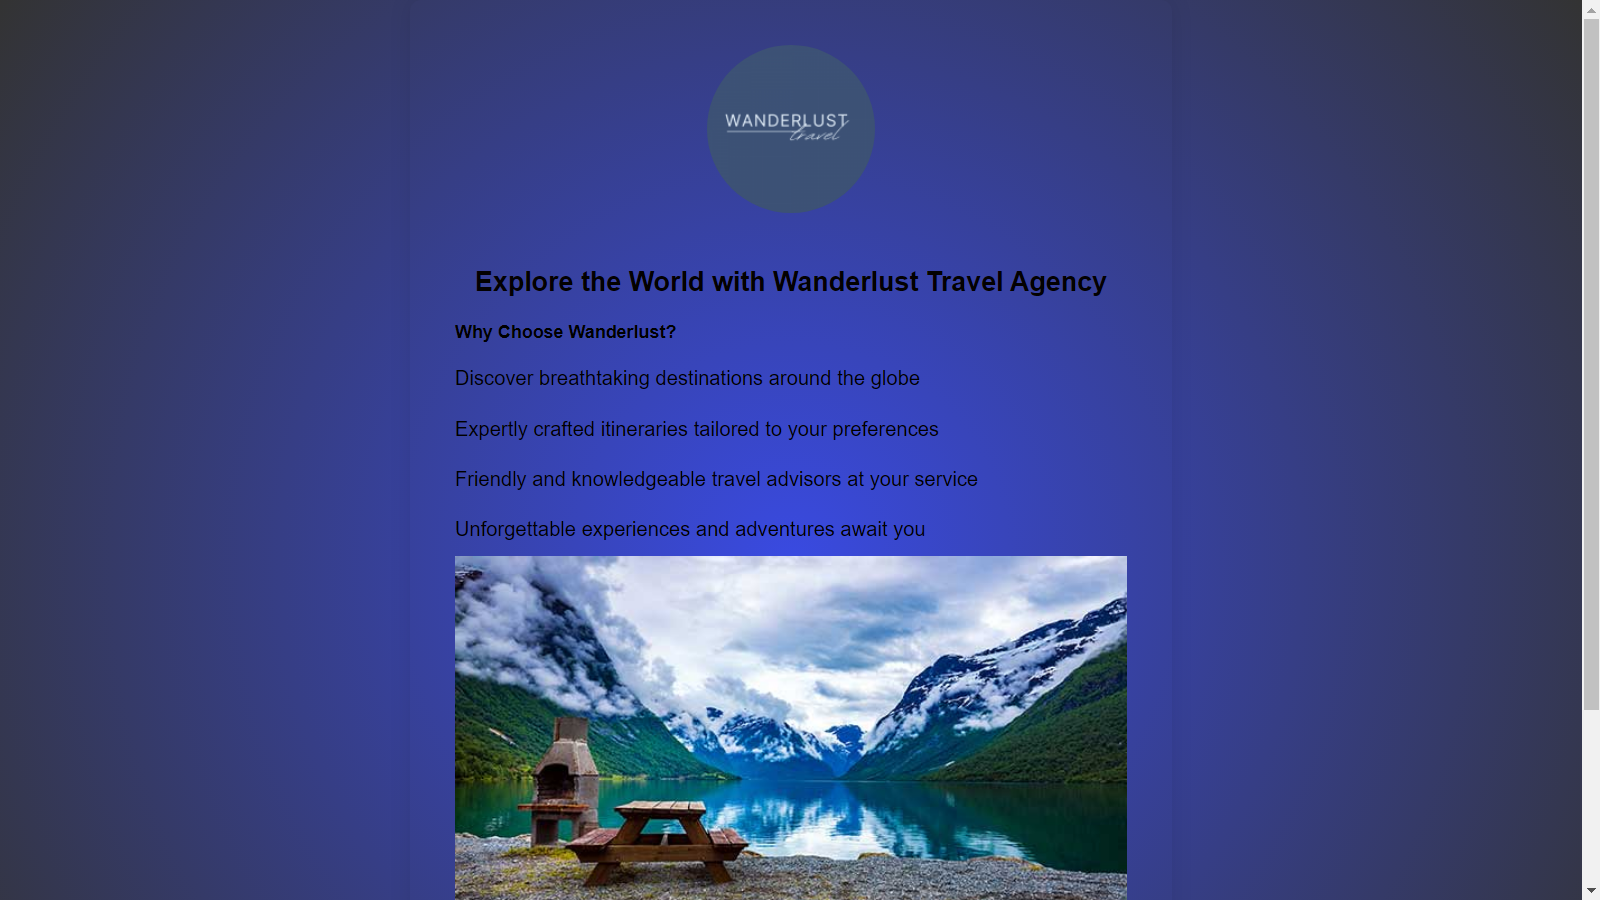 WANDERLUST
travel
Explore the World with Wanderlust Travel Agency
Why Choose Wanderlust?
Discover breathtaking destinations around the globe
Expertly crafted itineraries tailored to your preferences
Friendly and knowledgeable travel advisors at your service
Unforgettable experiences and adventures await you